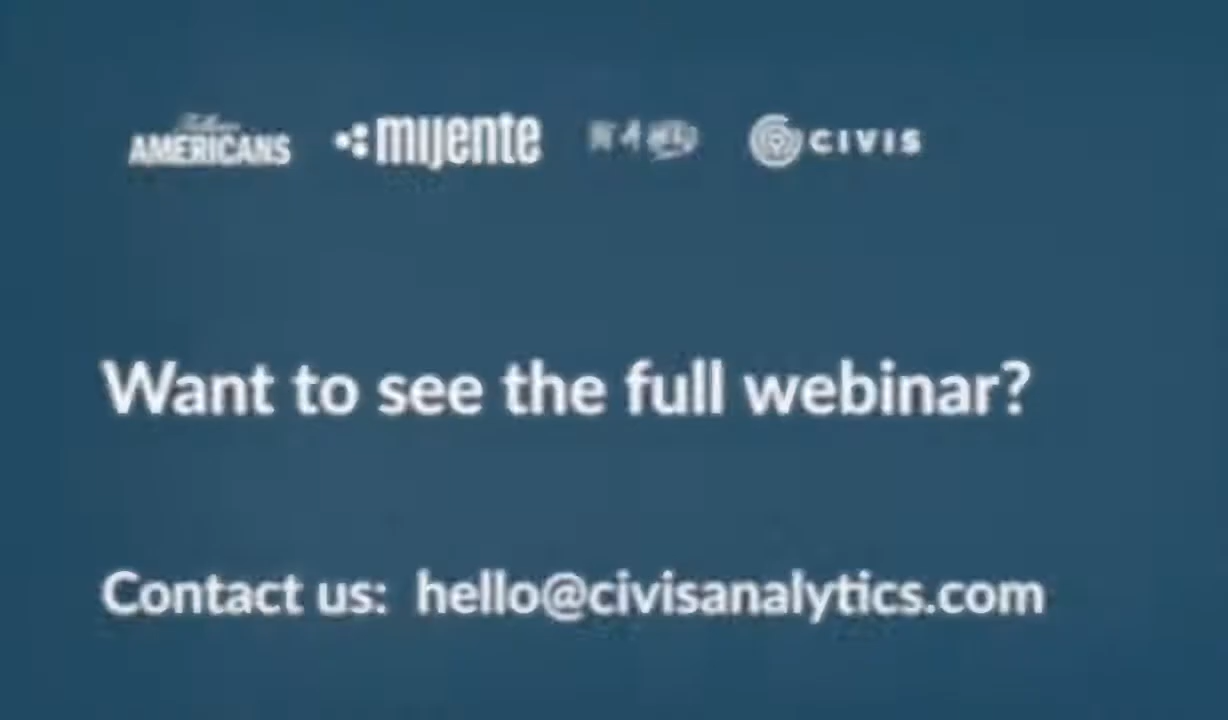 AMERICANS mijente CIVIS
Want to see the full webinar?
Contact us: hello@civisanalytics.com